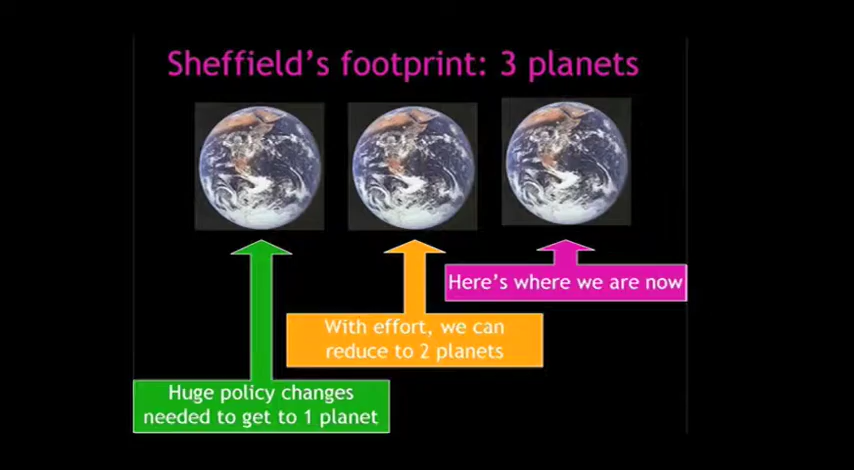 Sheffield's footprint: 3 planets
Here's where we are now
With effort, we can
reduce to 2 planets
Huge policy changes
needed to get to 1 planet